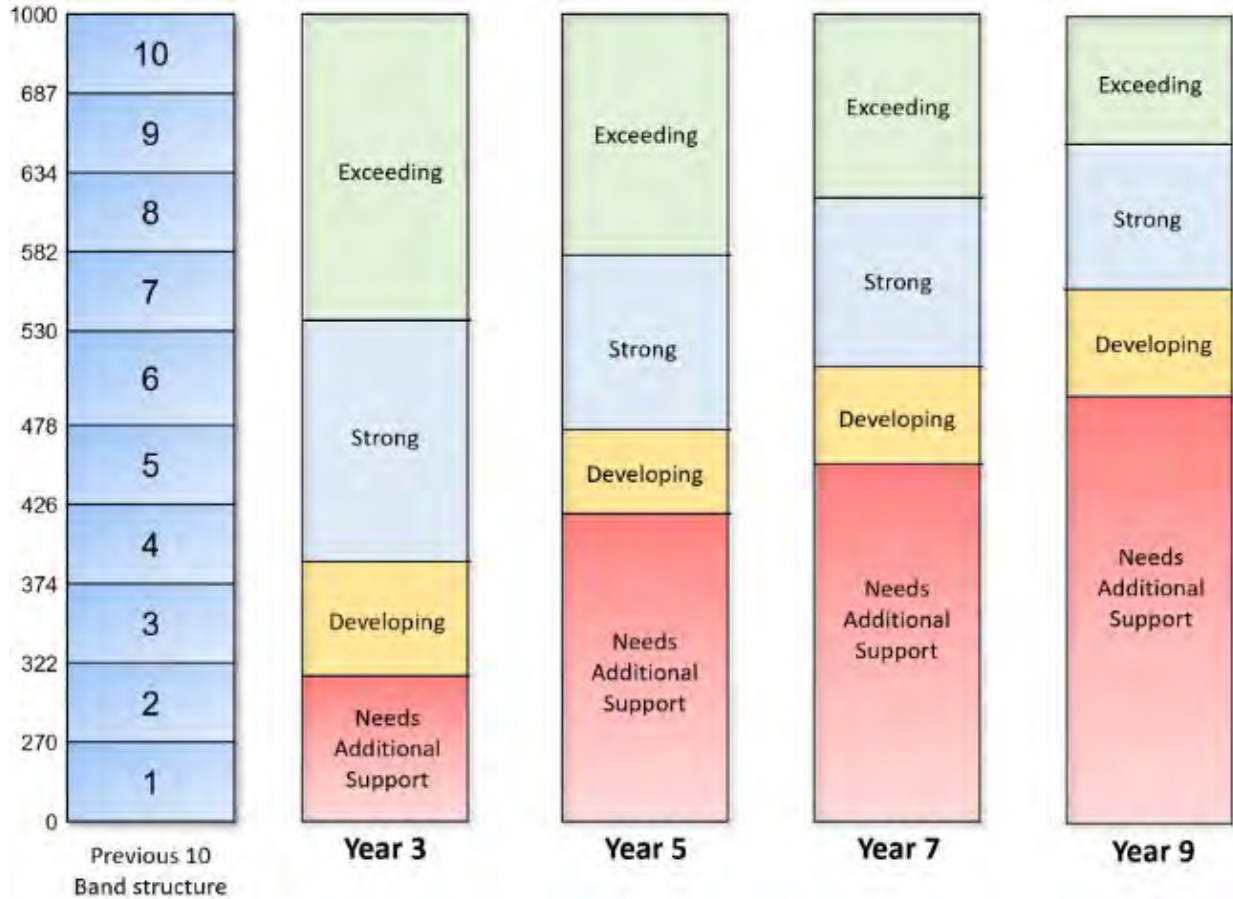 1000
10
687
9
634
8
582
7
530
6
478
5
426
4
374
3
322
2
270
1
0
Previous 10
Band structure
Exceeding
Strong
Developing
Needs
Additional
Support
Year 3
Exceeding
Strong
Developing
Needs
Additional
Support
Year 5
Exceeding
Strong
Developing
Needs
Additional
Support
Year 7
Exceeding
Strong
Developing
Needs
Additional
Support
Year 9